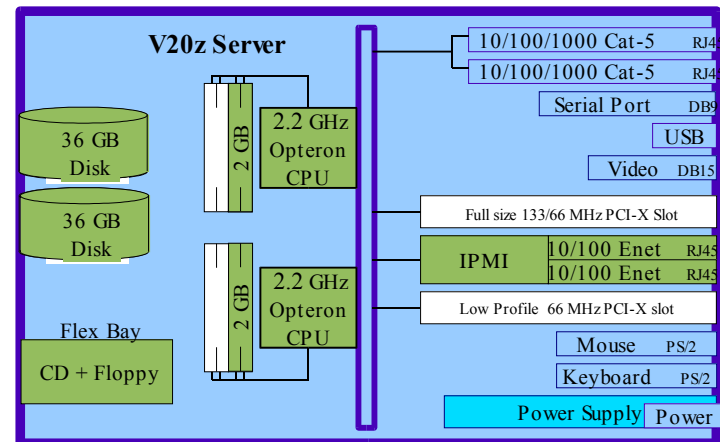 V20z Server
10/100/1000 Cat-5 RJ45
10/100/1000 Cat-5 RJ45
Serial Port DB9
USB
Video DB15
36 GB
Disk
36 GB
Disk
2 GB
2.2 GHz
Opteron
CPU
2 GB
2.2 GHz
Opteron
CPU
Full size 133/66 MHz PCI-X Slot
IPMI
10/100 Enet RJ45
10/100 Enet RJ45
Low Profile 66 MHz PCI-X slot
Flex Bay
CD + Floppy
Mouse PS/2
Keyboard PS/2
Power Supply
Power